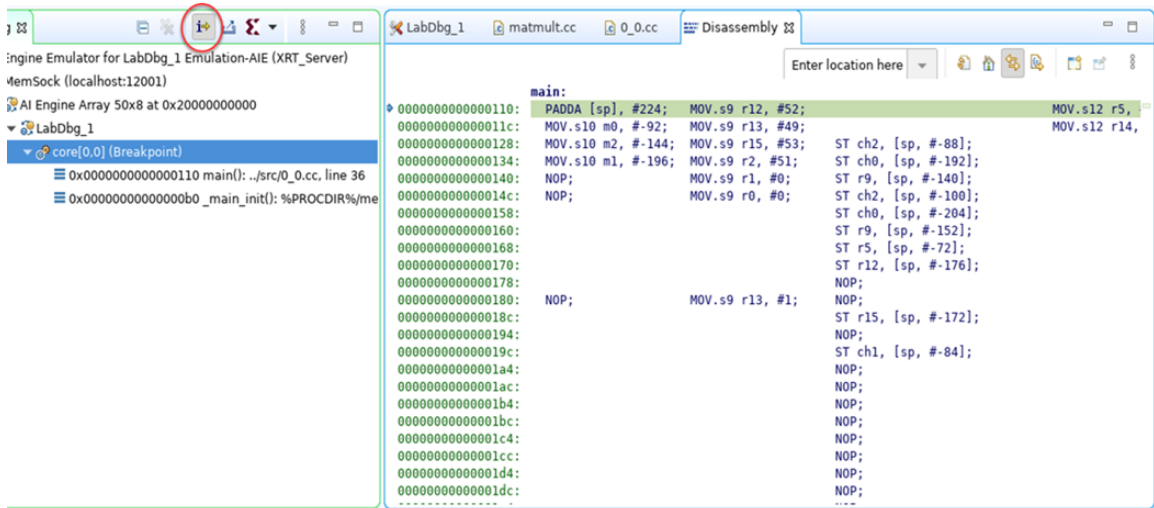 g
LabDbg_1 matmult.cc 0_0.cc Disassembly
Engine Emulator for LabDbg_1 Emulation-AIE (XRT_Server)
MemSock (localhost:12001)
AI Engine Array 50x8 at 0x20000000000
LabDbg_1
core[0,0] (Breakpoint)
0x0000000000000110 main(): ../src/0_0.cc, line 36
0x00000000000000b0 _main_init(): %PROCDIR%/me
Enter location here
main:
0000000000000110: PADDA [sp], #224; MOV.s9 r12, #52; MOV.s12 r5,
000000000000011c: MOV.s10 m0, #-92; MOV.s9 r13, #49; MOV.s12 r14,
0000000000000128: MOV.s10 m2, #-144; MOV.s9 r15, #53; ST ch2, [sp, #-88];
0000000000000134: MOV.s10 m1, #-196; MOV.s9 r2, #51; ST ch0, [sp, #-192];
0000000000000140: NOP; MOV.s9 r1, #0; ST r9, [sp, #-140];
000000000000014c: NOP; MOV.s9 r0, #0; ST ch2, [sp, #-100];
0000000000000158: ST ch0, [sp, #-204];
0000000000000160: ST r9, [sp, #-152];
0000000000000168: ST r5, [sp, #-72];
0000000000000170: ST r12, [sp, #-176];
0000000000000178: NOP;
0000000000000180: NOP; MOV.s9 r13, #1; NOP;
000000000000018c: ST r15, [sp, #-172];
0000000000000194: NOP;
000000000000019c: ST ch1, [sp, #-84];
00000000000001a4: NOP;
00000000000001ac: NOP;
00000000000001b4: NOP;
00000000000001bc: NOP;
00000000000001c4: NOP;
00000000000001cc: NOP;
00000000000001d4: NOP;
00000000000001dc: NOP;